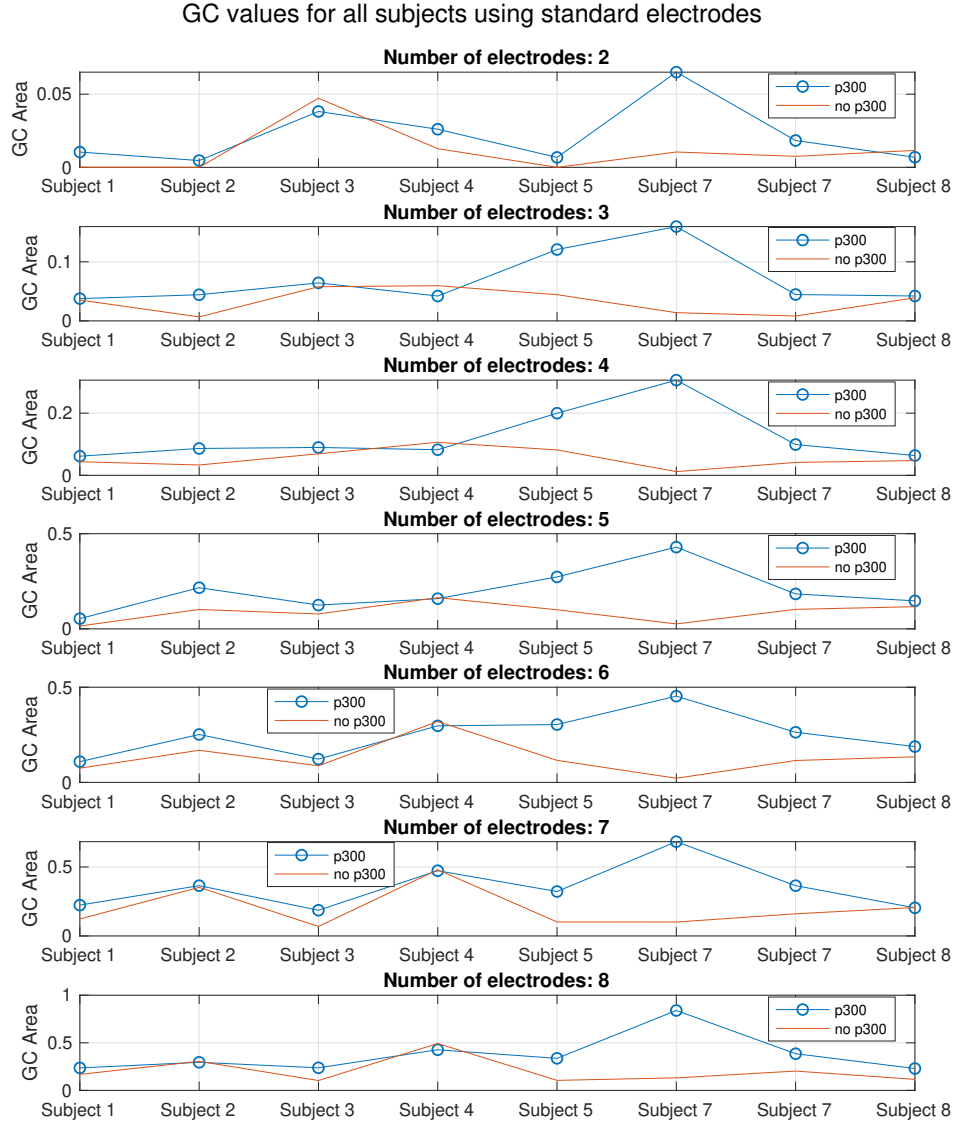 GC values for all subjects using standard electrodes
Number of electrodes: 2
GC Area
0.05
0
p300
no p300
Subject 1 Subject 2 Subject 3 Subject 4 Subject 5 Subject 7 Subject 7 Subject 8
Number of electrodes: 3
GC Area
0.1
0
p300
no p300
Subject 1 Subject 2 Subject 3 Subject 4 Subject 5 Subject 7 Subject 7 Subject 8
Number of electrodes: 4
GC Area
0.2
0
p300
no p300
Subject 1 Subject 2 Subject 3 Subject 4 Subject 5 Subject 7 Subject 7 Subject 8
Number of electrodes: 5
GC Area
0.5
0
p300
no p300
Subject 1 Subject 2 Subject 3 Subject 4 Subject 5 Subject 7 Subject 7 Subject 8
Number of electrodes: 6
GC Area
0.5
0
p300
no p300
Subject 1 Subject 2 Subject 3 Subject 4 Subject 5 Subject 7 Subject 7 Subject 8
Number of electrodes: 7
GC Area
0.5
0
p300
no p300
Subject 1 Subject 2 Subject 3 Subject 4 Subject 5 Subject 7 Subject 7 Subject 8
Number of electrodes: 8
GC Area
1
0.5
0
p300
no p300
Subject 1 Subject 2 Subject 3 Subject 4 Subject 5 Subject 7 Subject 7 Subject 8